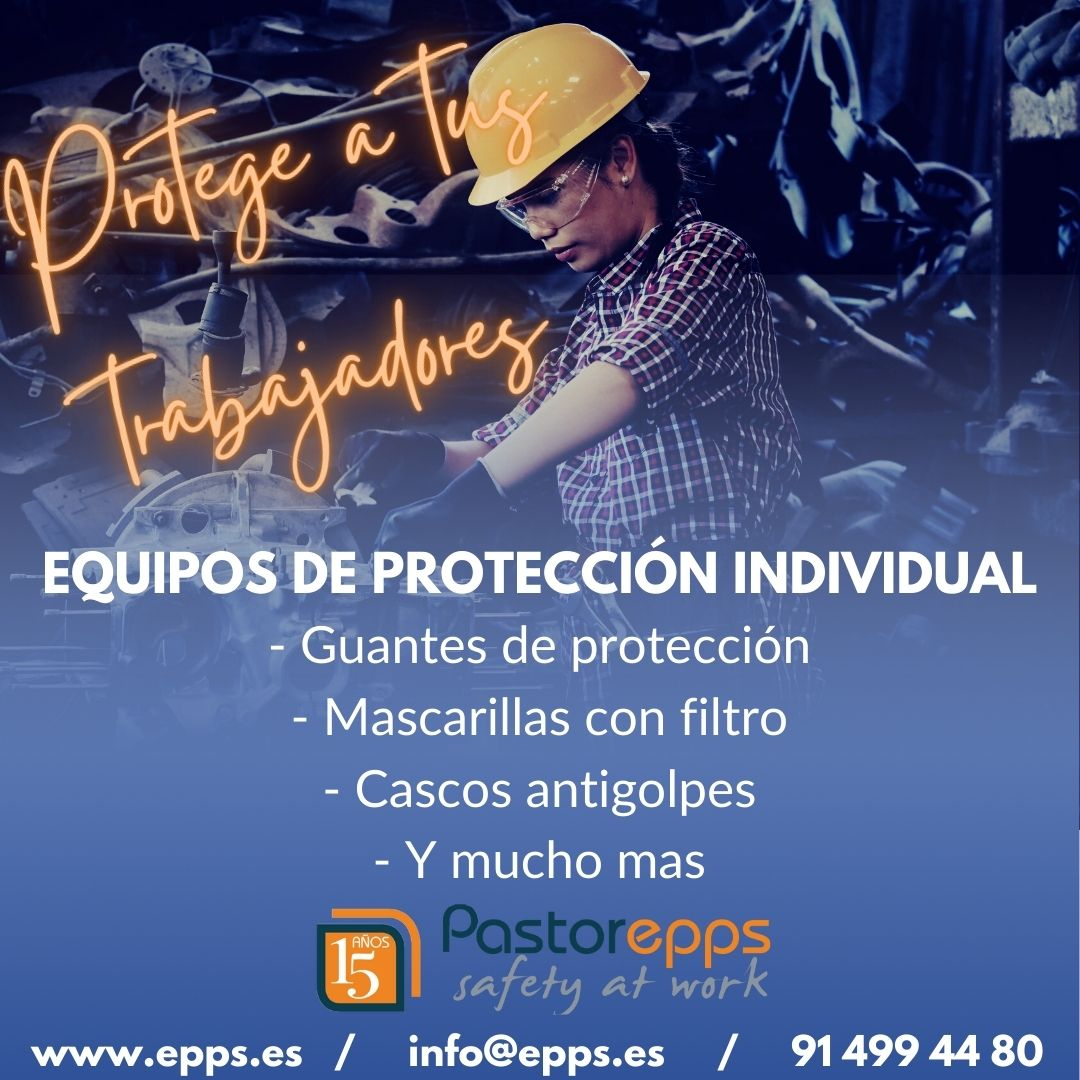 Protege a tus
Trabajadores
EQUIPOS DE PROTECCIÓN INDIVIDUAL
- Guantes de protección
- Mascarillas con filtro
- Cascos antigolpes
- Y mucho mas
15 AÑOS
Pastorepps
safety at work
www.epps.es / info@epps.es / 91 499 44 80